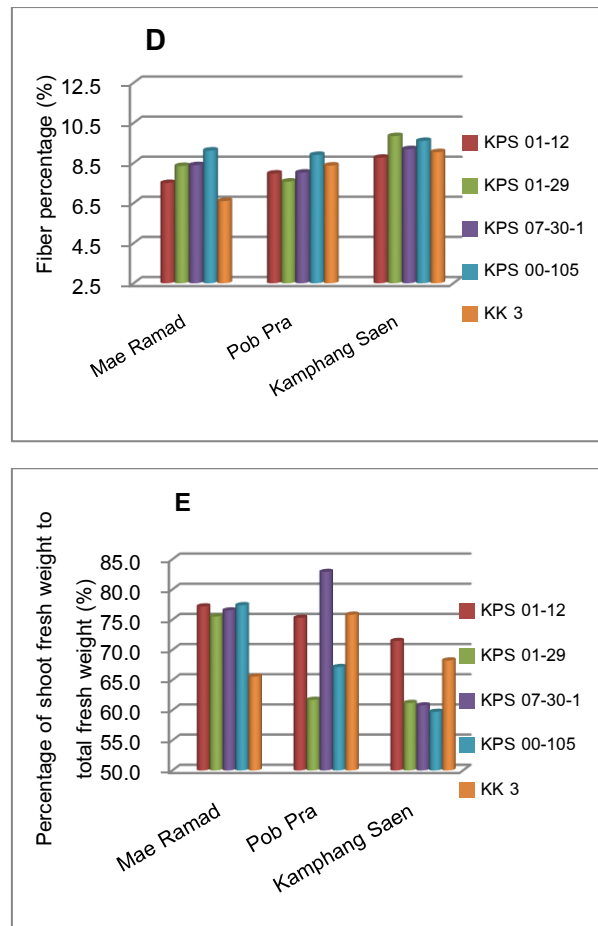 D
Fiber percentage (%)
12.5
10.5
8.5
6.5
4.5
2.5
Mae Ramad
Pob Pra
Kamphang Saen
KPS 01-12
KPS 01-29
KPS 07-30-1
KPS 00-105
KK 3
E
Percentage of shoot fresh weight to
total fresh weight (%)
85.0
80.0
75.0
70.0
65.0
60.0
55.0
50.0
Mae Ramad
Pob Pra
Kamphang Saen
KPS 01-12
KPS 01-29
KPS 07-30-1
KPS 00-105
KK 3